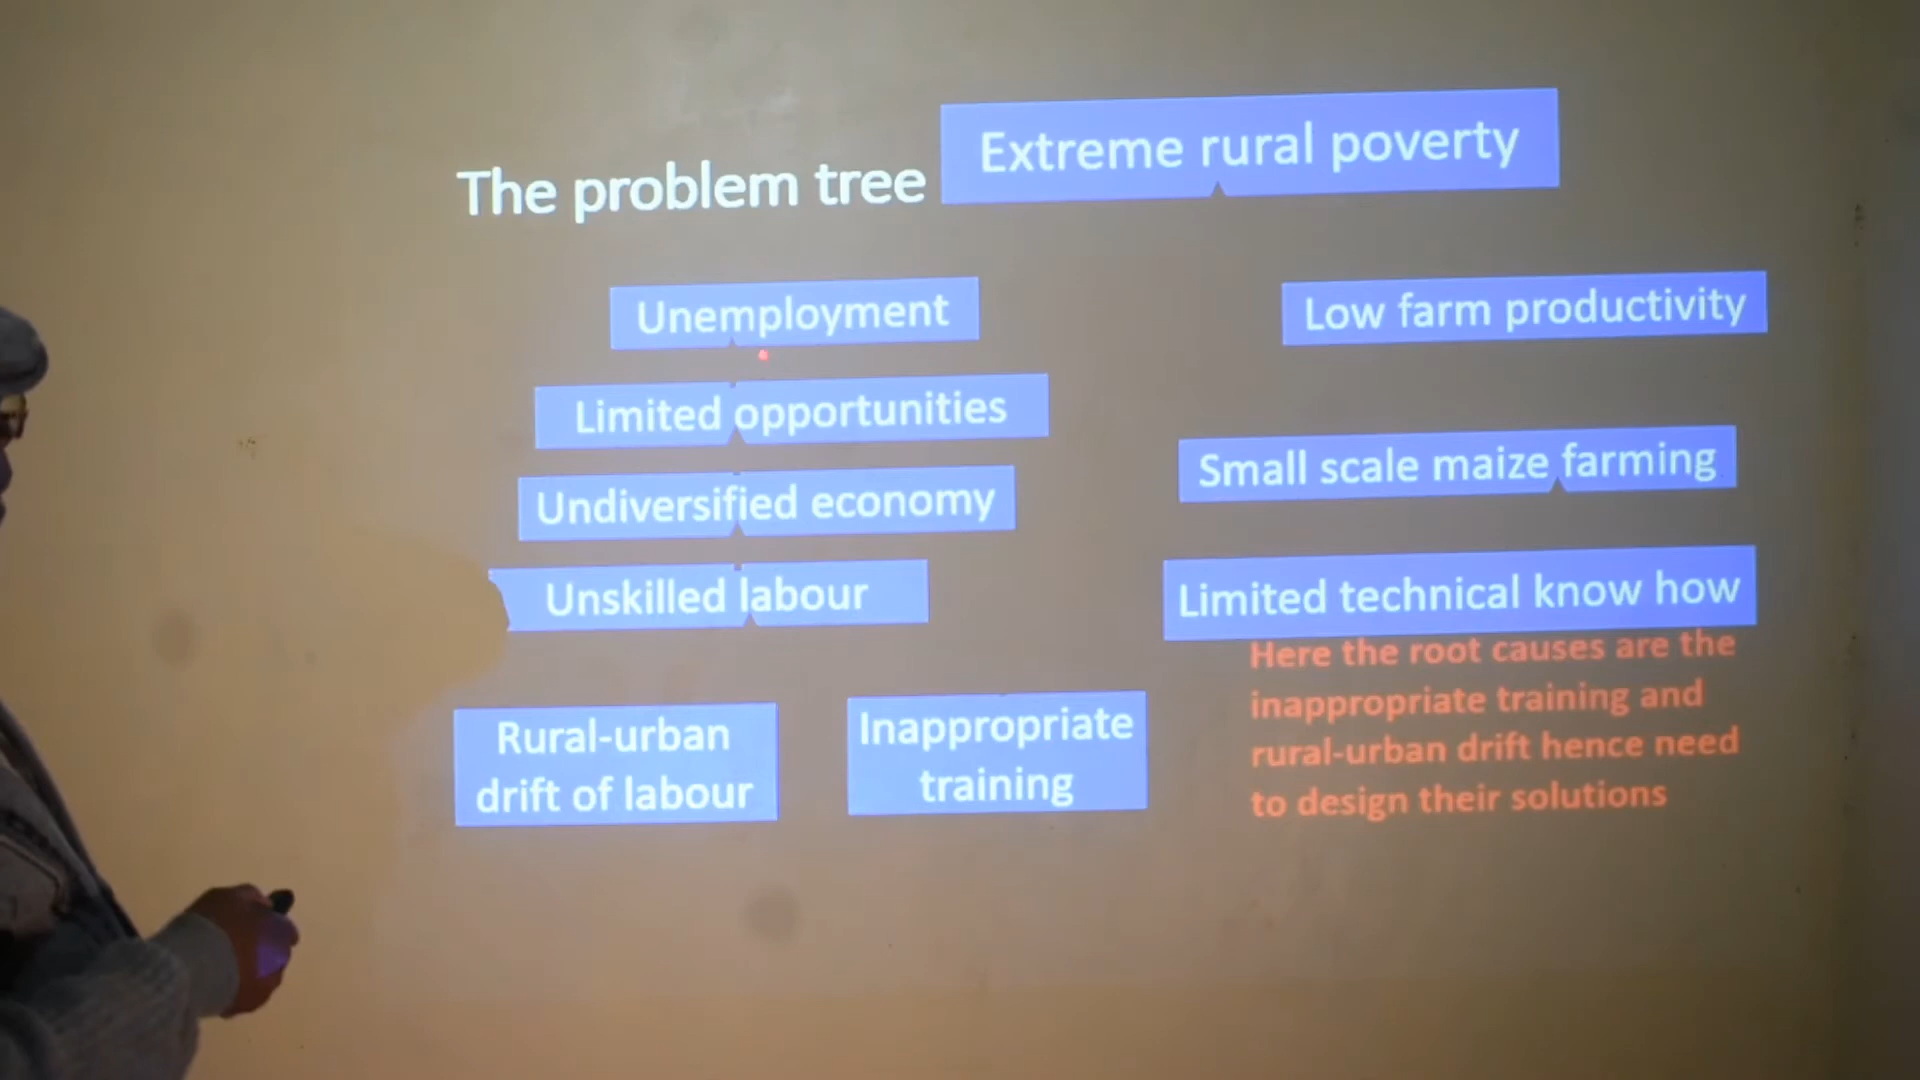 The problem tree
Extreme rural poverty
Unemployment
Low farm productivity
Limited opportunities
Small scale maize farming
Undiversified economy
Unskilled labour
Limited technical know how
Here the root causes are the
inappropriate training and
rural-urban drift hence need
to design their solutions
Rural-urban
drift of labour
Inappropriate
training